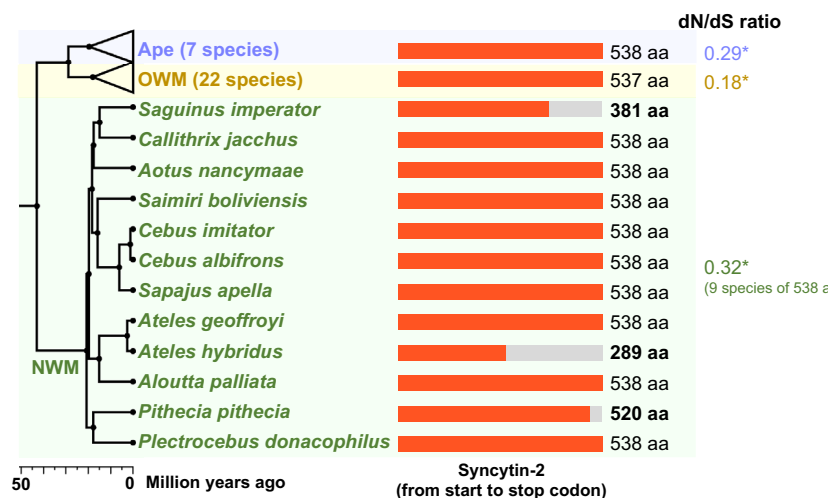 dN/dS ratio
Ape (7 species) 538 aa 0.29*
OWM (22 species) 537 aa 0.18*
Saguinus imperator 381 aa
Callithrix jacchus 538 aa
Aotus nancymaae 538 aa
Saimiri boliviensis 538 aa
Cebus imitator 538 aa
Cebus albifrons 538 aa 0.32*
(9 species of 538 a
Sapajus apella 538 aa
Ateles geoffroyi 538 aa
Ateles hybridus 289 aa
NWM
Aloutta palliata 538 aa
Pithecia pithecia 520 aa
Plectrocebus donacophilus 538 aa
50 0 Million years ago
Syncytin-2
(from start to stop codon)